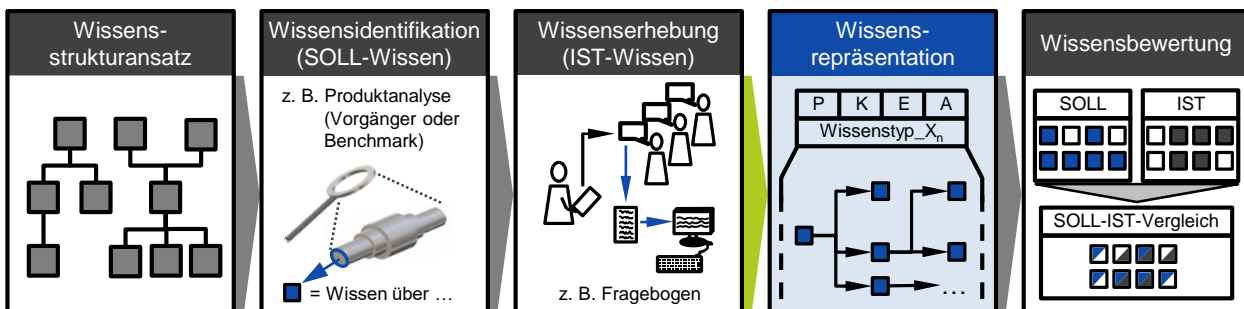 Wissens-
strukturansatz
Wissensidentifikation
(SOLL-Wissen)
z. B. Produktanalyse
(Vorgänger oder
Benchmark)
= Wissen über …
Wissenserhebung
(IST-Wissen)
z. B. Fragebogen
Wissens-
repräsentation
P K E A
Wissenstyp_Xn
…
Wissensbewertung
SOLL IST
SOLL-IST-Vergleich